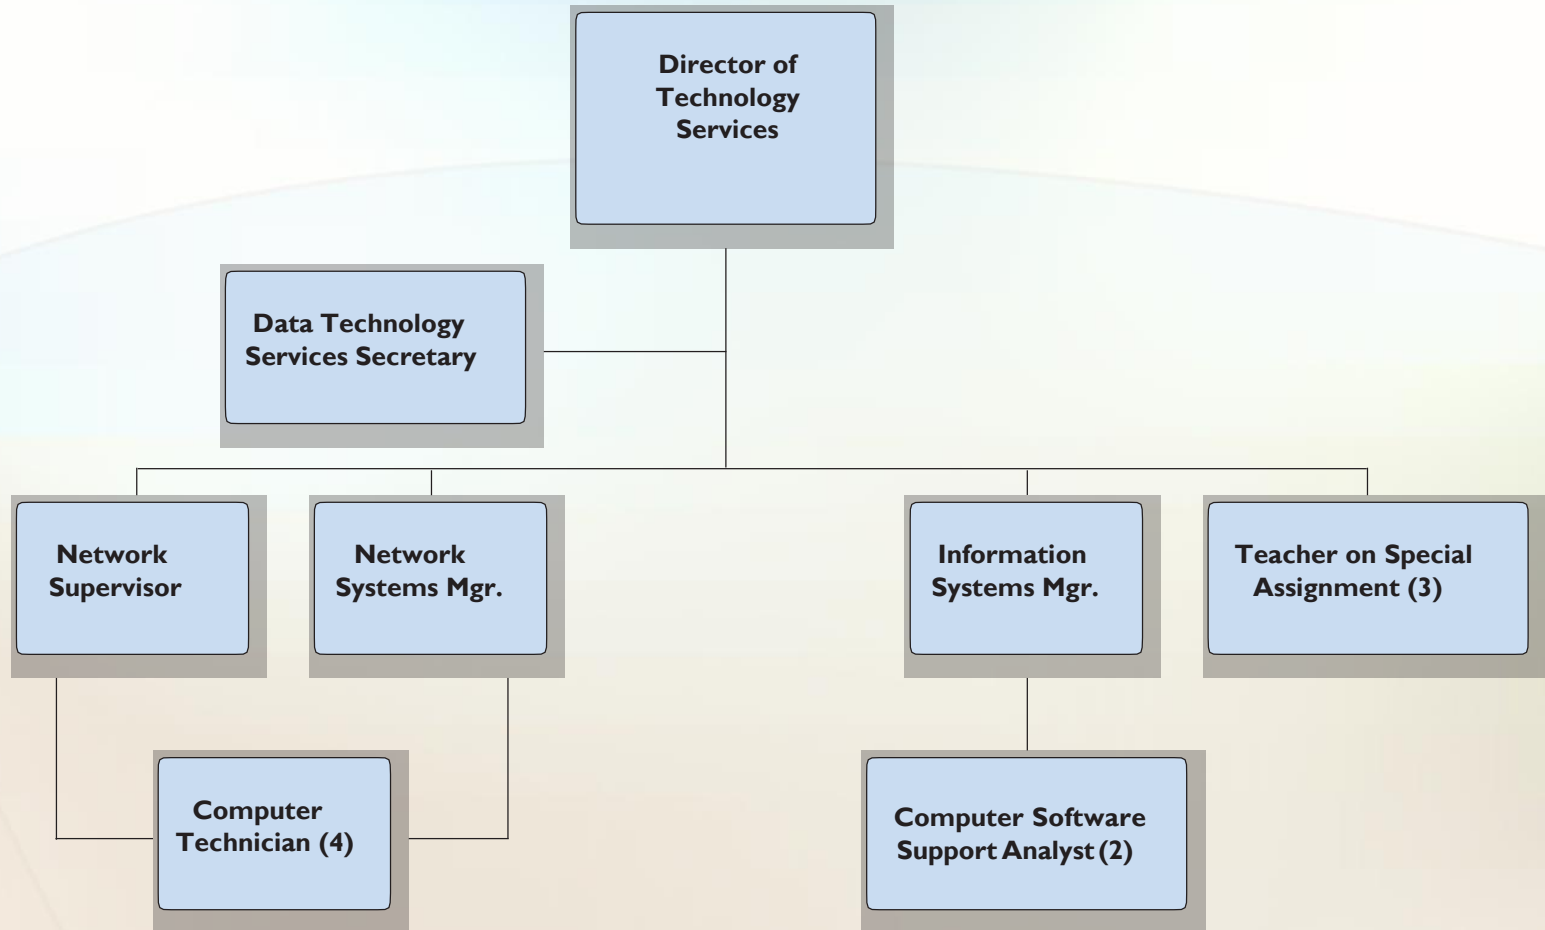 Director of
Technology
Services
Data Technology
Services Secretary
Network
Supervisor
Network
Systems Mgr.
Information
Systems Mgr.
Teacher on Special
Assignment (3)
Computer
Technician (4)
Computer Software
Support Analyst (2)